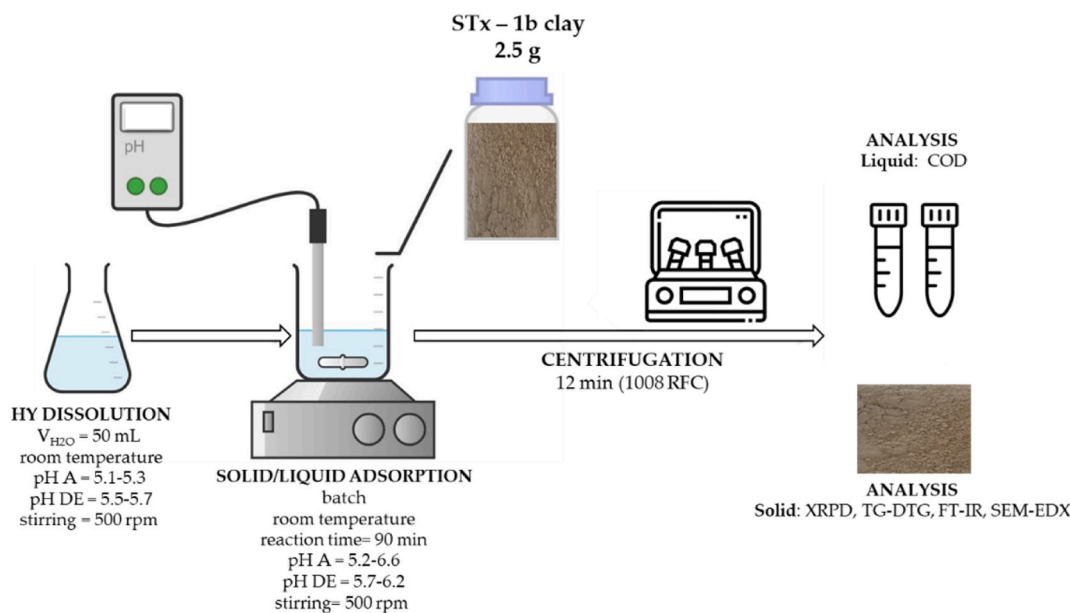 STx – 1b clay
2.5 g
pH
HY DISSOLUTION
V_H2O = 50 mL
room temperature
pH A = 5.1-5.3
pH DE = 5.5-5.7
stirring = 500 rpm
SOLID/LIQUID ADSORPTION
batch
room temperature
reaction time= 90 min
pH A = 5.2-6.6
pH DE = 5.7-6.2
stirring= 500 rpm
CENTRIFUGATION
12 min (1008 RFC)
ANALYSIS
Liquid: COD
ANALYSIS
Solid: XRPD, TG-DTG, FT-IR, SEM-EDX